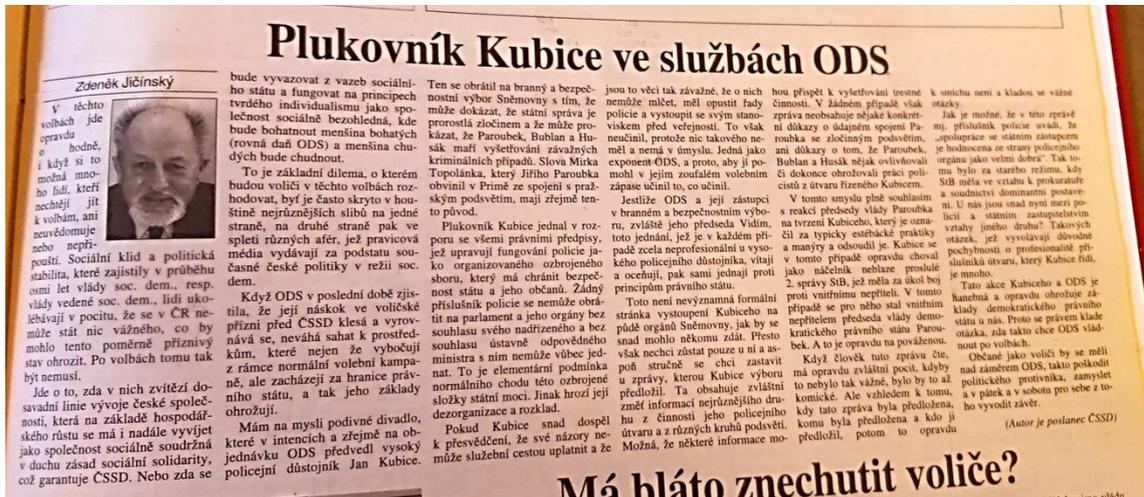 Plukovník Kubice ve službách ODS
Zdeněk Jičínský
V těchto
volbách jde
opravdu
o hodně,
i když si to
možná mno-
ho lidí, kteří
nechtějí jít
k volbám, ani
neuvědomuje
nebo nepři-
pouští. Sociální klid a politická
stabilita, které zajistily v průběhu
osmi let vlády soc. dem., resp.
vlády vedené soc. dem., lidi uko-
lébávají v pocitu, že se v ČR ne-
může stát nic vážného, co by
mohlo tento poměrně příznivý
stav ohrozit. Po volbách tomu tak
být nemusí.
Jde o to, zda v nich zvítězí do-
savadní linie vývoje české společ-
nosti, která na základě hospodář-
ského růstu se má i nadále vyvíjet
jako společnost sociálně soudržná
v duchu zásad sociální solidarity,
což garantuje ČSSD. Nebo zda se
bude vyvazovat z vazeb sociální-
ho státu a fungovat na principech
tvrdého individualismu jako spo-
lečnost sociálně bezohledná, kde
bude bohatnout menšina bohatých
(rovná daň ODS) a menšina chu-
dých bude chudnout.
To je základní dilema, o kterém
budou voliči v těchto volbách roz-
hodovat, byť je často skryto v hou-
štině nejrůznějších slibů na jedné
straně, na druhé straně pak ve
spleti různých afér, jež pravicová
média vydávají za podstatu sou-
časné české politiky v režii soc.
dem.
Když ODS v poslední době zjis-
tila, že její náskok ve voličské
přízni před ČSSD klesá a vyrov-
nává se, neváhá sahat k prostřed-
kům, které nejen že vybočují
z rámce normální volební kampa-
ně, ale zacházejí za hranice práv-
ního státu, a tak jeho základy
ohrožují.
Mám na mysli podivné divadlo,
které v intencích a zřejmě na ob-
jednávku ODS předvedl vysoký
policejní důstojník Jan Kubice.
Ten se obrátil na branný a bezpeč-
nostní výbor Sněmovny s tím, že
může dokázat, že státní správa je
prorostlá zločinem a že může pro-
kázat, že Paroubek, Bublan a Hu-
sák maří vyšetřování závažných
kriminálních případů. Slova Mirka
Topolánka, který Jiřího Paroubka
obvinil v Primě ze spojení s praž-
ským podsvětím, mají zřejmě ten-
to původ.
Plukovník Kubice jednal v rozpo-
ru se všemi právními předpisy,
jež upravují fungování policie ja-
ko organizovaného ozbrojeného
sboru, který má chránit bezpeč-
nost státu a jeho občanů. Žádný
příslušník policie se nemůže obrá-
tit na parlament a jeho orgány bez
souhlasu svého nadřízeného a bez
souhlasu ústavně odpovědného
ministra s ním nemůže vůbec jed-
nat. To je elementární podmínka
normálního chodu této ozbrojené
složky státní moci. Jinak hrozí její
dezorganizace a rozklad.
Pokud Kubice snad dospěl
k přesvědčení, že své názory ne-
může služební cestou uplatnit a že
jsou to věci tak závažné, že o nich
nemůže mlčet, měl opustit řady
policie a vystoupit se svým stano-
viskem před veřejností. To však
neučinil, protože nic takového ne-
měl a nemá v úmyslu. Jedná jako
exponent ODS, a proto, aby jí po-
mohl v jejím zoufalém volebním
zápase učinil to, co učinil.
Jestliže ODS a její zástupci
v branném a bezpečnostním výbo-
ru, zvláště jeho předseda Vidím,
toto jednání, jež je v každém pří-
padě zcela neprofesionální u vyso-
kého policejního důstojníka, vítají
a oceňují, pak sami jednají proti
principům právního státu.
Toto není nevýznamná formální
stránka vystoupení Kubiceho na
půdě orgánů Sněmovny, jak by se
snad mohlo někomu zdát. Přesto
však nechci zůstat pouze u ní a as-
poň stručně se chci zastavit
u zprávy, kterou Kubice výboru
předložil. Ta obsahuje zvláštní
změť informací nejrůznějšího dru-
hu z činnosti jeho policejního
útvaru a z různých kruhů podsvětí.
Možná, že některé informace mo-
hou přispět k vyšetřování trestné
činnosti. V žádném případě však
zpráva neobsahuje nějaké konkrét-
ní důkazy o údajném spojení Pa-
roubka se zločinným podsvětím,
ani důkazy o tom, že Paroubek,
Bublan a Husák nějak ovlivňovali
či dokonce ohrožovali práci poli-
cistů z útvaru řízeného Kubicem.
V tomto smyslu plně souhlasím
s reakcí předsedy vlády Paroubka
na tvrzení Kubiceho, který je ozna-
čil za typicky estébácké praktiky
a manýry a odsoudil je. Kubice se
v tomto případě opravdu choval
jako náčelník neblaze proslulé
2. správy StB, jež měla za úkol boj
proti vnitřnímu nepříteli. V tomto
případě se pro něho stal vnitřním
nepřítelem předseda vlády demo-
kratického právního státu Parou-
bek. A to je opravdu na pováženou.
Když člověk tuto zprávu čte,
má opravdu zvláštní pocit, kdyby
to nebylo tak vážné, bylo by to až
komické. Ale vzhledem k tomu,
kdy tato zpráva byla předložena,
komu byla předložena a kdo ji
předložil, potom to opravdu
k smíchu není a kladou se vážné
otázky.
Jak je možné, že v této zprávě
mj. příslušník policie uvádí, že
„spolupráce se státním zástupcem
je hodnocena ze strany policejního
orgánu jako velmi dobrá“. Tak to-
mu bylo za starého režimu, kdy
StB měla ve vztahu k prokuratuře
a soudnictví dominantní postave-
ní. U nás jsou snad nyní mezi po-
licií a státním zastupitelstvím
vztahy jiného druhu? Takových
otázek, jež vyvolávají důvodné
pochybnosti o profesionalitě pří-
slušníků útvaru, který Kubice řídí,
je mnoho.
Tato akce Kubiceho a ODS je
hanebná a opravdu ohrožuje zá-
klady demokratického právního
státu u nás. Proto se právem klade
otázka, zda takto chce ODS vlád-
nout po volbách.
Občané jako voliči by se měli
nad záměrem ODS, takto poškodit
politického protivníka, zamyslet
a v pátek a v sobotu pro sebe z to-
ho vyvodit závěr.
(Autor je poslanec ČSSD)
Má bláto znechutit voliče?